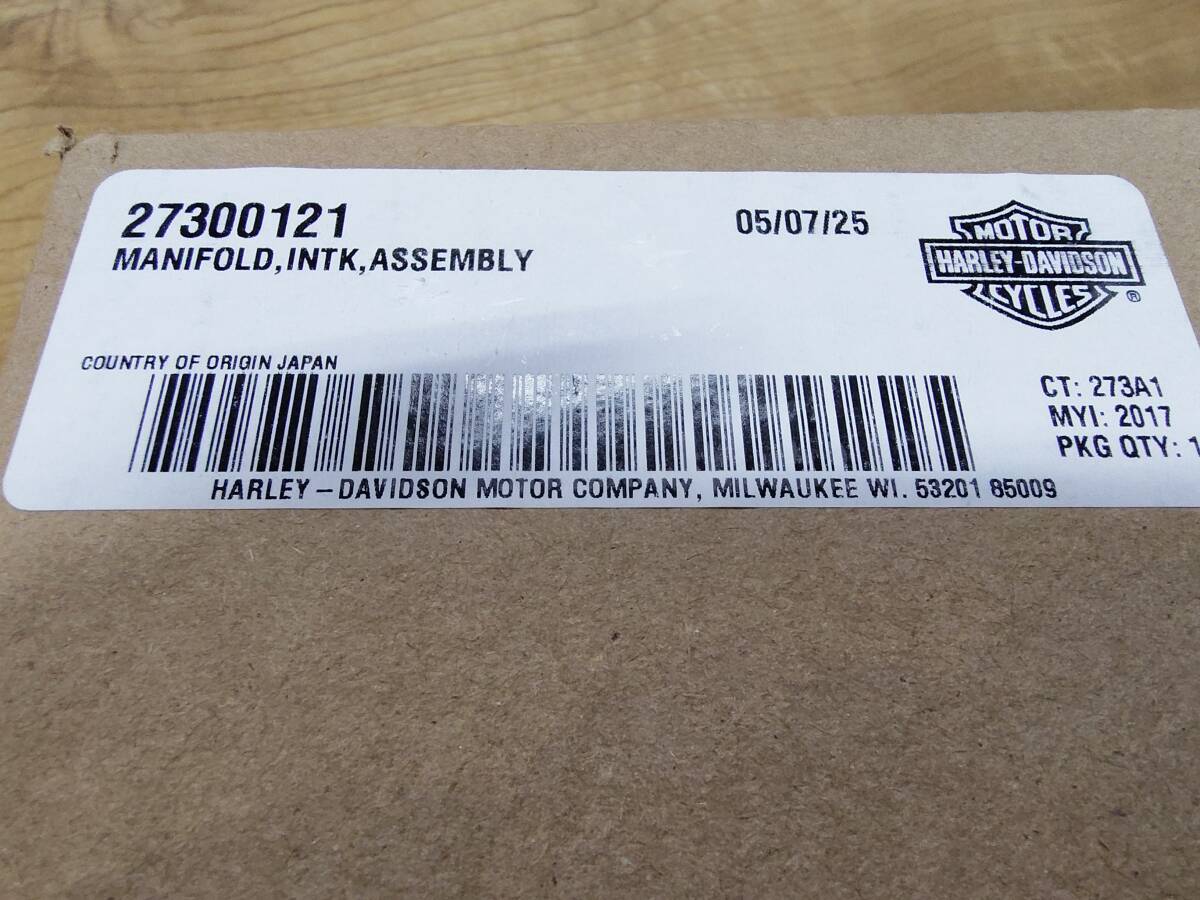 27300121
05/07/25
MANIFOLD,INTK,ASSEMBLY
MOTOR
HARLEY-DAVIDSON
CYCLES
®
COUNTRY OF ORIGIN JAPAN
CT: 273A1
MYI: 2017
PKG QTY: 1
HARLEY-DAVIDSON MOTOR COMPANY, MILWAUKEE WI. 53201 85009